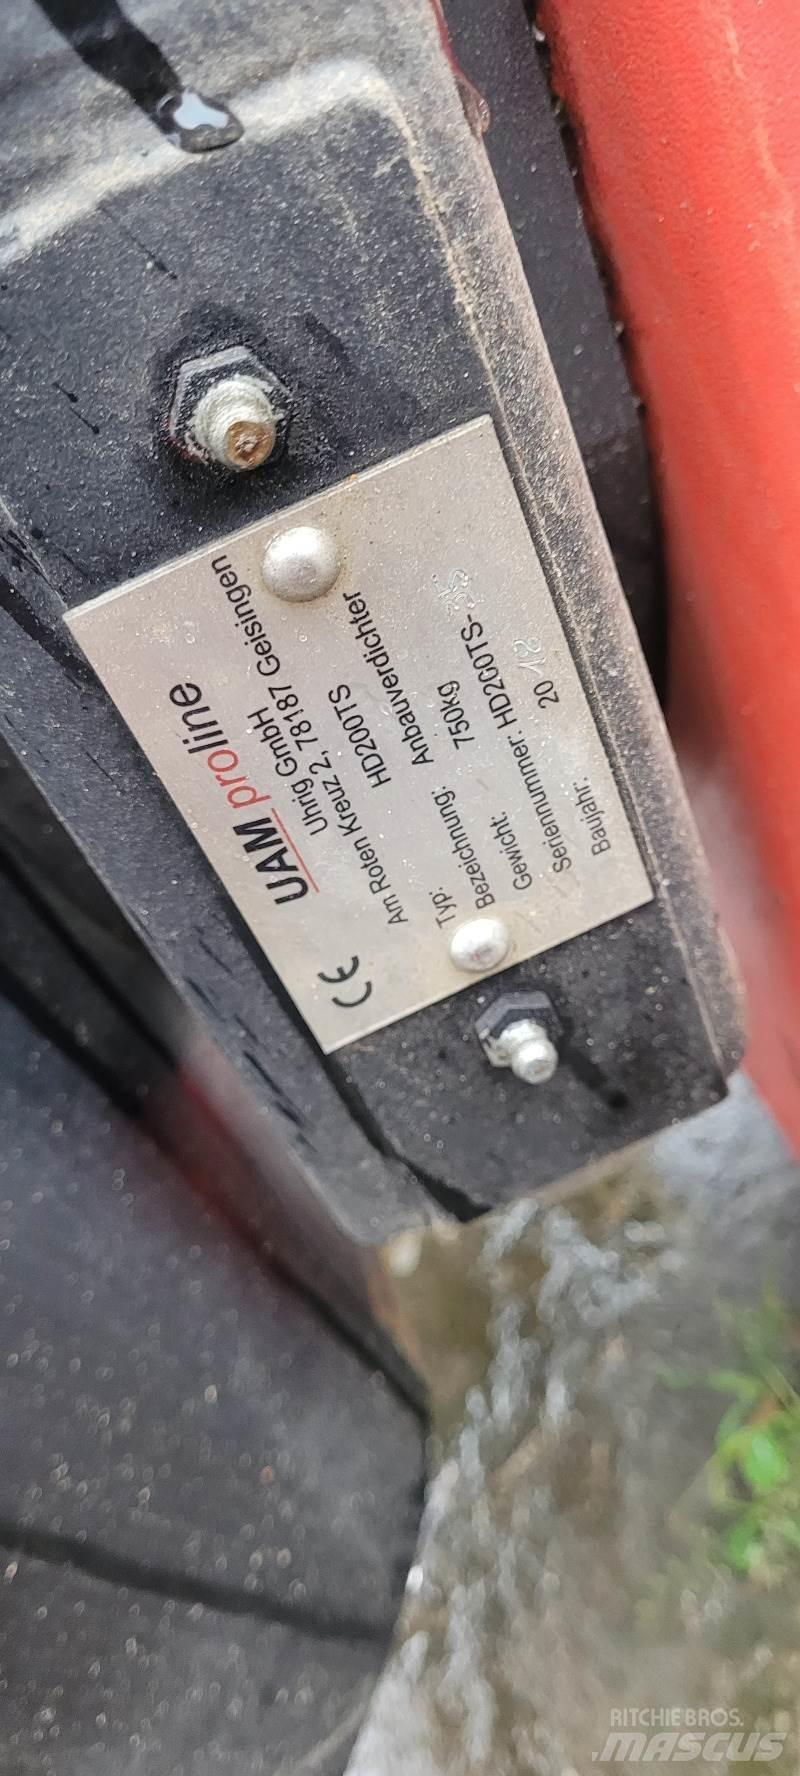 UAM proline
Uhrig GmbH
Am Roten Kreuz 2, 78187 Geisingen
CE
Typ: HD200TS
Bezeichnung: Anbauverdichter
Gewicht: 750kg
Seriennummer: HD200TS-
Baujahr: 2018
RITCHIE BROS.
MASCUS